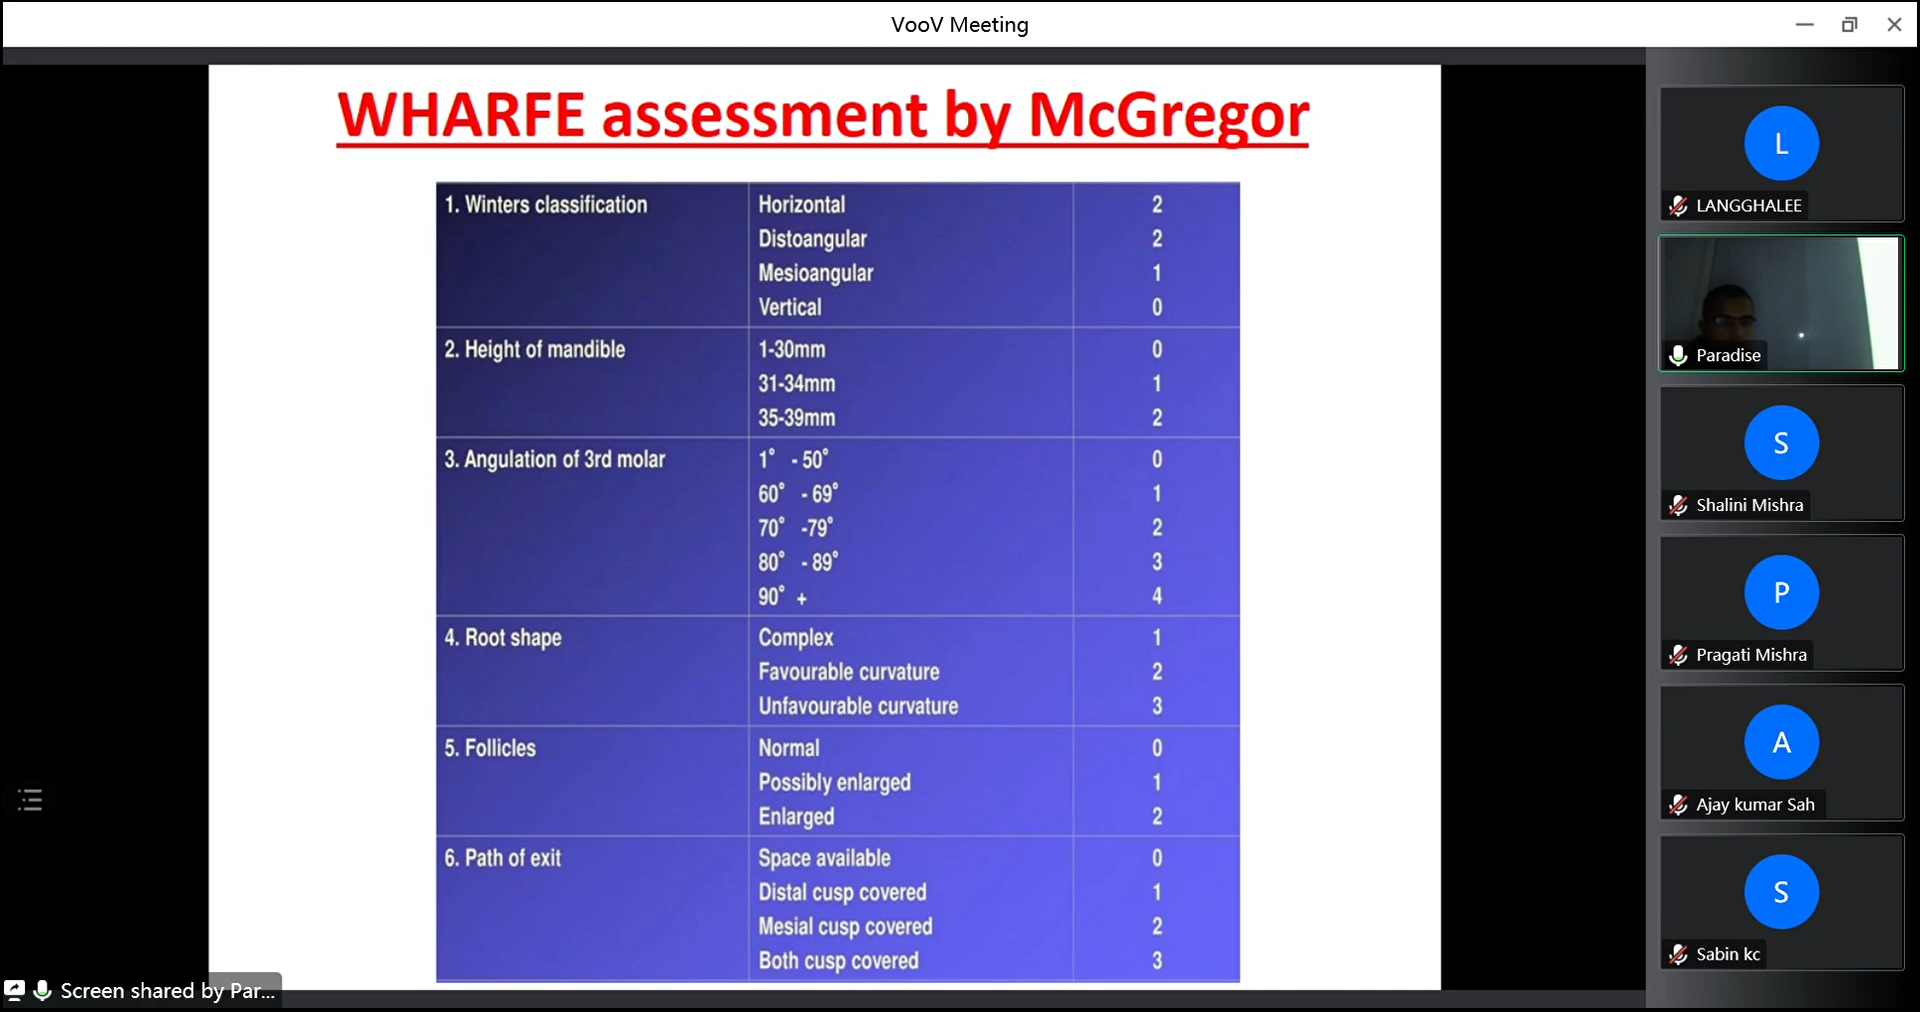 VooV Meeting
WHARFE assessment by McGregor
1. Winters classification Horizontal 2
Distoangular 2
Mesioangular 1
Vertical 0
2. Height of mandible 1-30mm 0
31-34mm 1
35-39mm 2
3. Angulation of 3rd molar 1° - 50° 0
60° - 69° 1
70° -79° 2
80° - 89° 3
90° + 4
4. Root shape Complex 1
Favourable curvature 2
Unfavourable curvature 3
5. Follicles Normal 0
Possibly enlarged 1
Enlarged 2
6. Path of exit Space available 0
Distal cusp covered 1
Mesial cusp covered 2
Both cusp covered 3
Screen shared by Par...
L
LANGGHALEE
Paradise
S
Shalini Mishra
P
Pragati Mishra
A
Ajay kumar Sah
S
Sabin kc